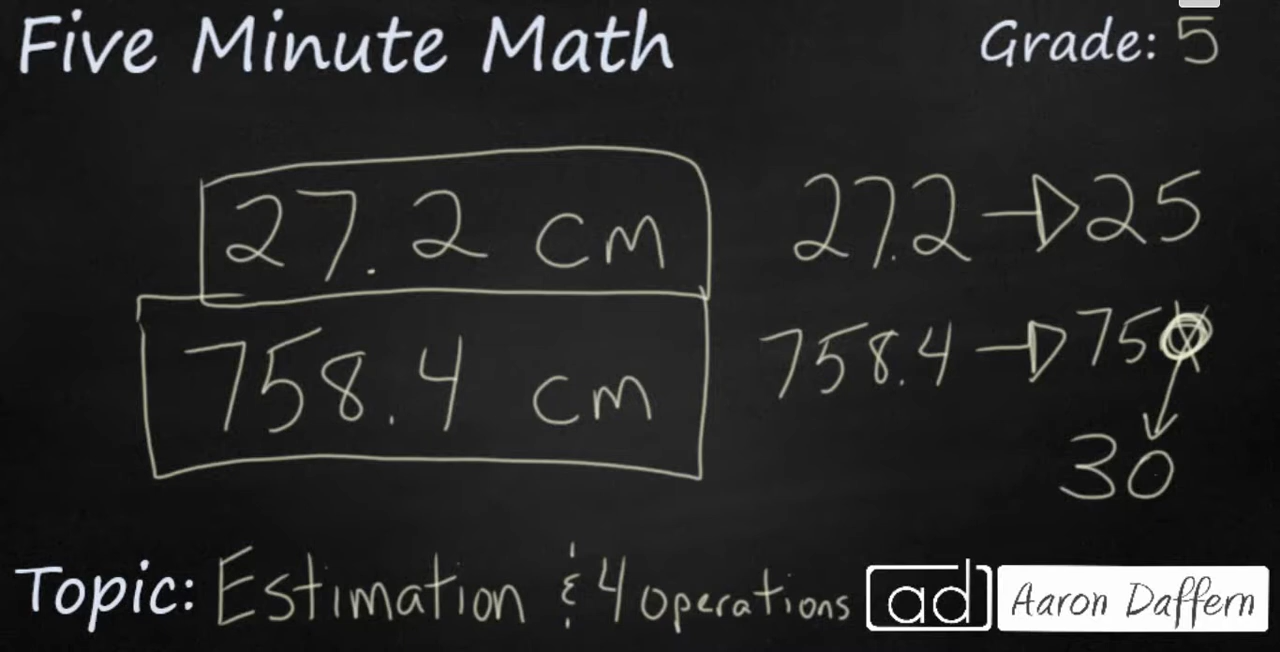 Five Minute Math
Grade: 5
27.2 cm
758.4 cm
27.2 → 25
758.4 → 750
30
Topic: Estimation & 4 operations
ad Aaron Daffern